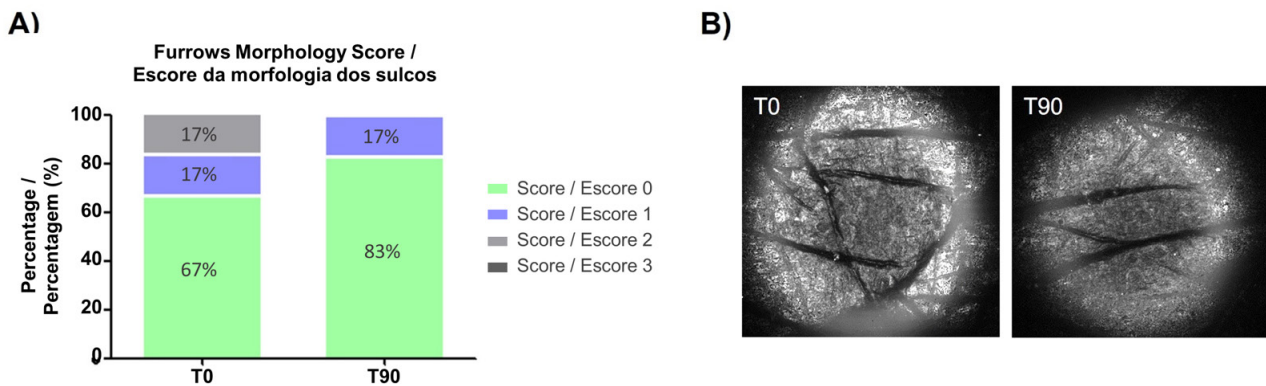 A)
Furrows Morphology Score /
Escore da morfologia dos sulcos
Percentage /
Percentagem (%)
100
80
60
40
20
0
17%
17%
67%
17%
83%
T0
T90
Score / Escore 0
Score / Escore 1
Score / Escore 2
Score / Escore 3
B)
T0
T90